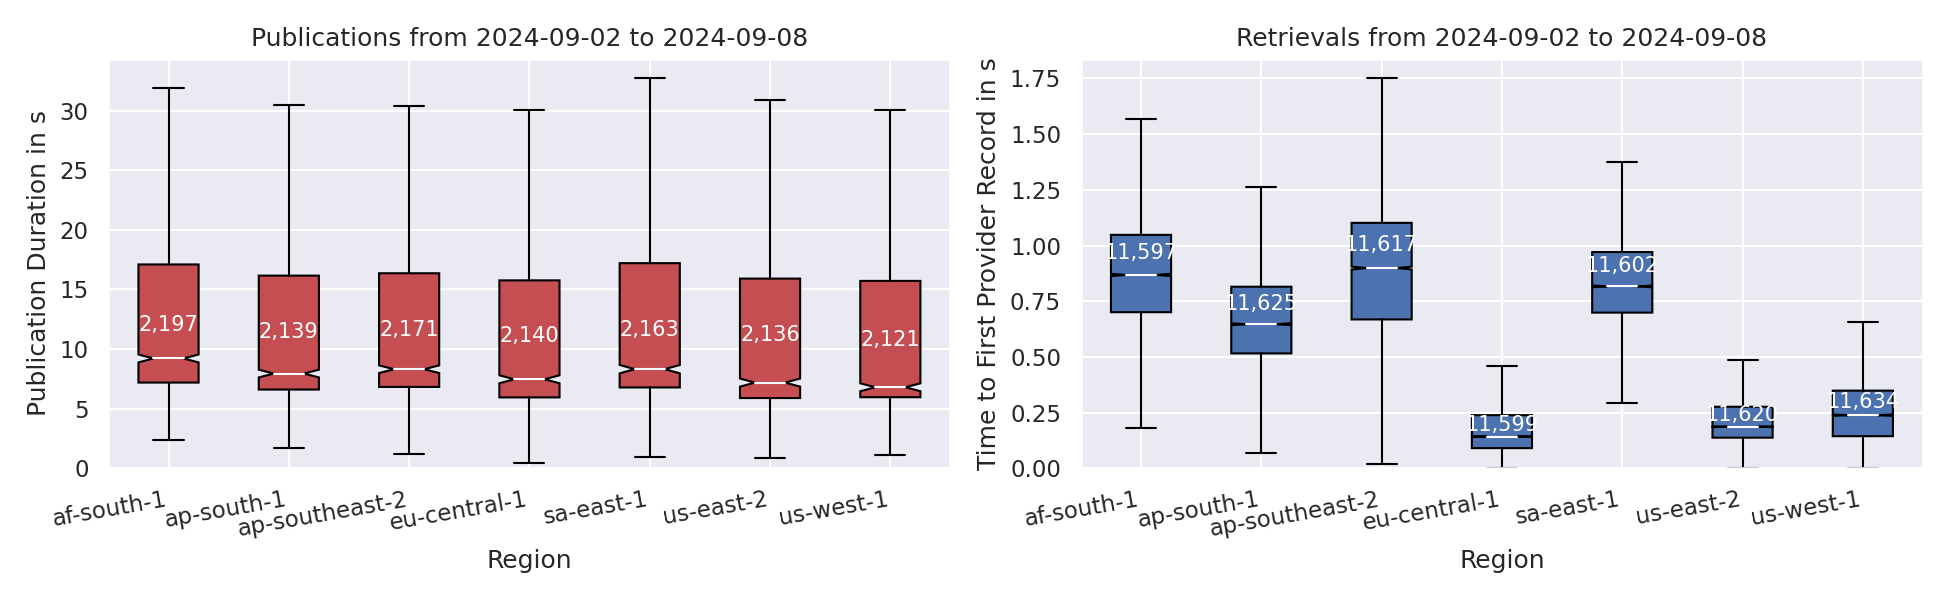 Publications from 2024-09-02 to 2024-09-08
Publication Duration in s
30
25
20
15
10
5
0
2,197
2,139
2,171
2,140
2,163
2,136
2,121
af-south-1
ap-south-1
ap-southeast-2
eu-central-1
sa-east-1
us-east-2
us-west-1
Region
Retrievals from 2024-09-02 to 2024-09-08
Time to First Provider Record in s
1.75
1.50
1.25
1.00
0.75
0.50
0.25
0.00
11,597
11,625
11,617
11,599
11,602
11,620
11,634
af-south-1
ap-south-1
ap-southeast-2
eu-central-1
sa-east-1
us-east-2
us-west-1
Region